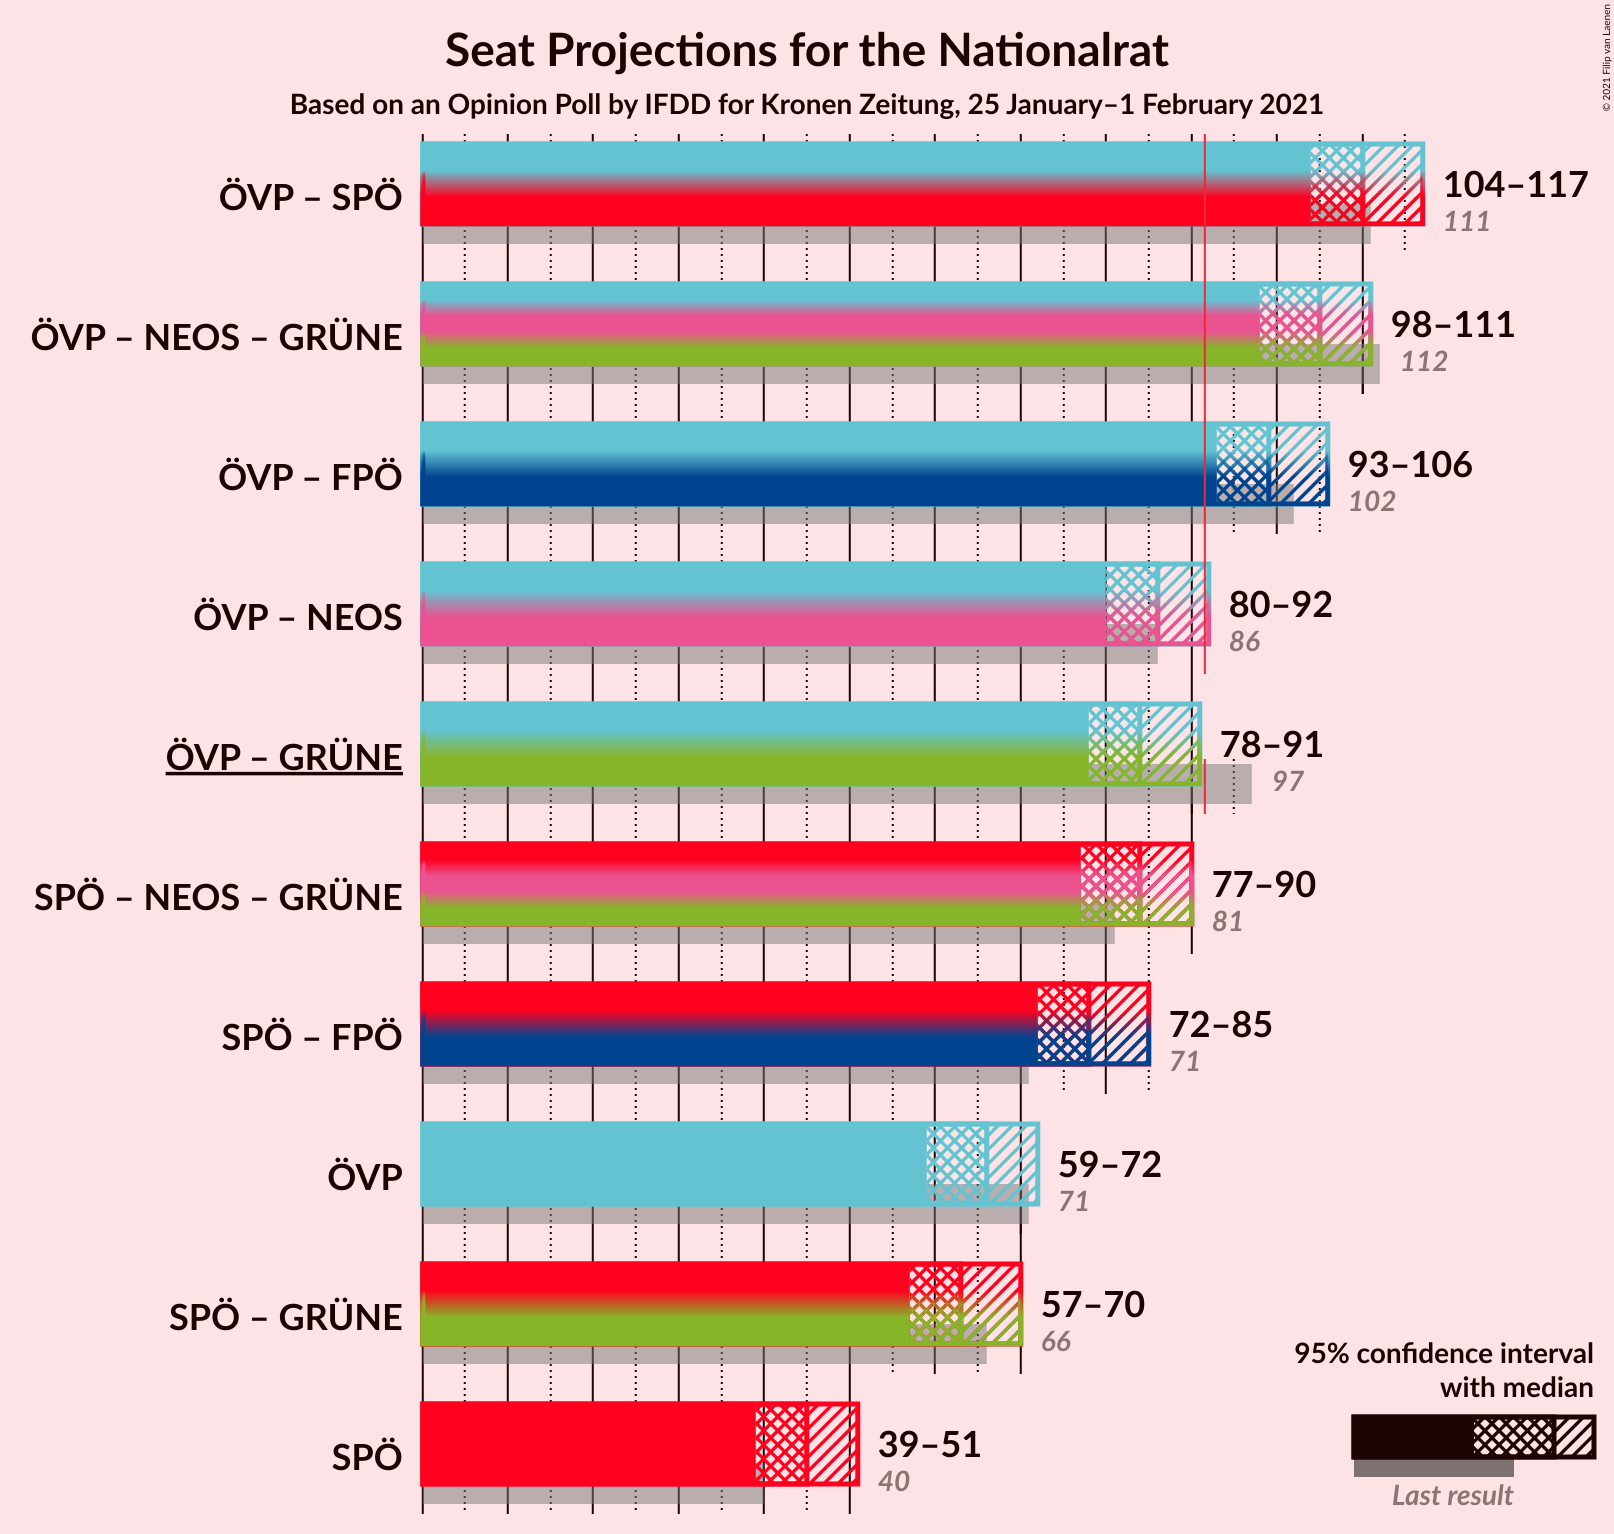 Seat Projections for the Nationalrat
Based on an Opinion Poll by IFDD for Kronen Zeitung, 25 January–1 February 2021
© 2021 Filip van Laenen
ÖVP – SPÖ
104–117
111
ÖVP – NEOS – GRÜNE
98–111
112
ÖVP – FPÖ
93–106
102
ÖVP – NEOS
80–92
86
ÖVP – GRÜNE
78–91
97
SPÖ – NEOS – GRÜNE
77–90
81
SPÖ – FPÖ
72–85
71
ÖVP
59–72
71
SPÖ – GRÜNE
57–70
66
SPÖ
39–51
40
95% confidence interval
with median
Last result